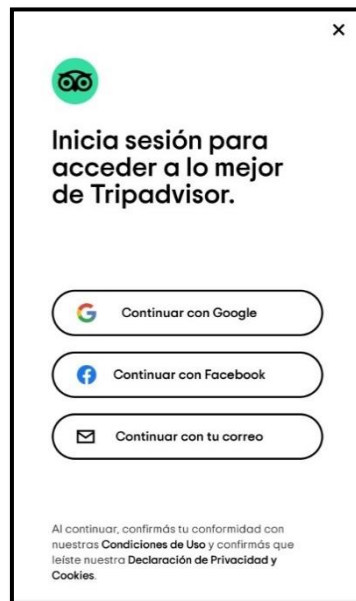 Inicia sesión para
acceder a lo mejor
de Tripadvisor.
Continuar con Google
Continuar con Facebook
Continuar con tu correo
Al continuar, confirmás tu conformidad con
nuestras Condiciones de Uso y confirmás que
leíste nuestra Declaración de Privacidad y
Cookies.